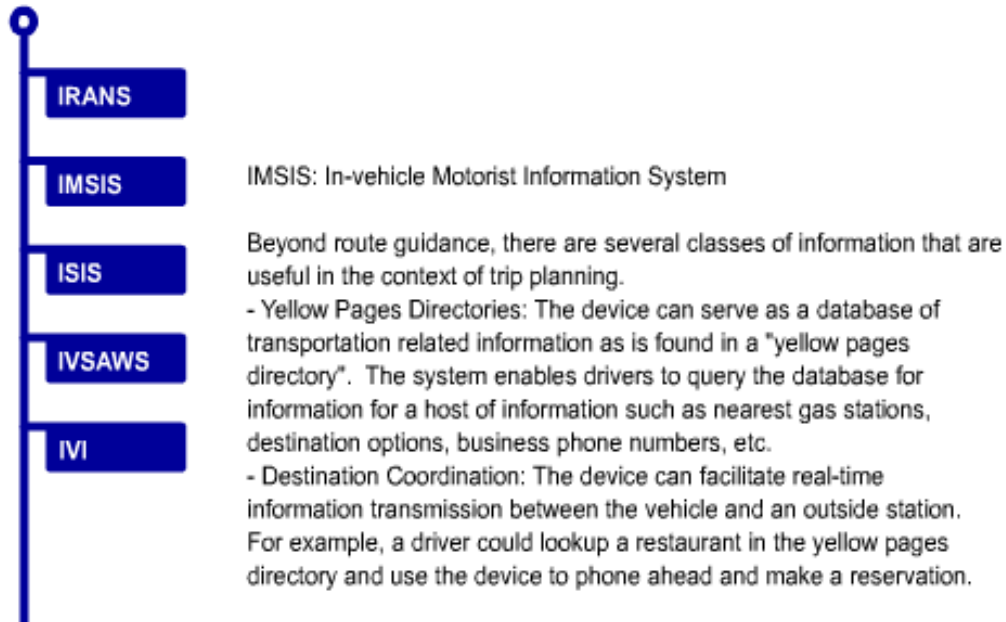 IRANS
IMSIS
ISIS
IVSAWS
IVI
IMSIS: In-vehicle Motorist Information System
Beyond route guidance, there are several classes of information that are
useful in the context of trip planning.
- Yellow Pages Directories: The device can serve as a database of
transportation related information as is found in a "yellow pages
directory".  The system enables drivers to query the database for
information for a host of information such as nearest gas stations,
destination options, business phone numbers, etc.
- Destination Coordination: The device can facilitate real-time
information transmission between the vehicle and an outside station.
For example, a driver could lookup a restaurant in the yellow pages
directory and use the device to phone ahead and make a reservation.